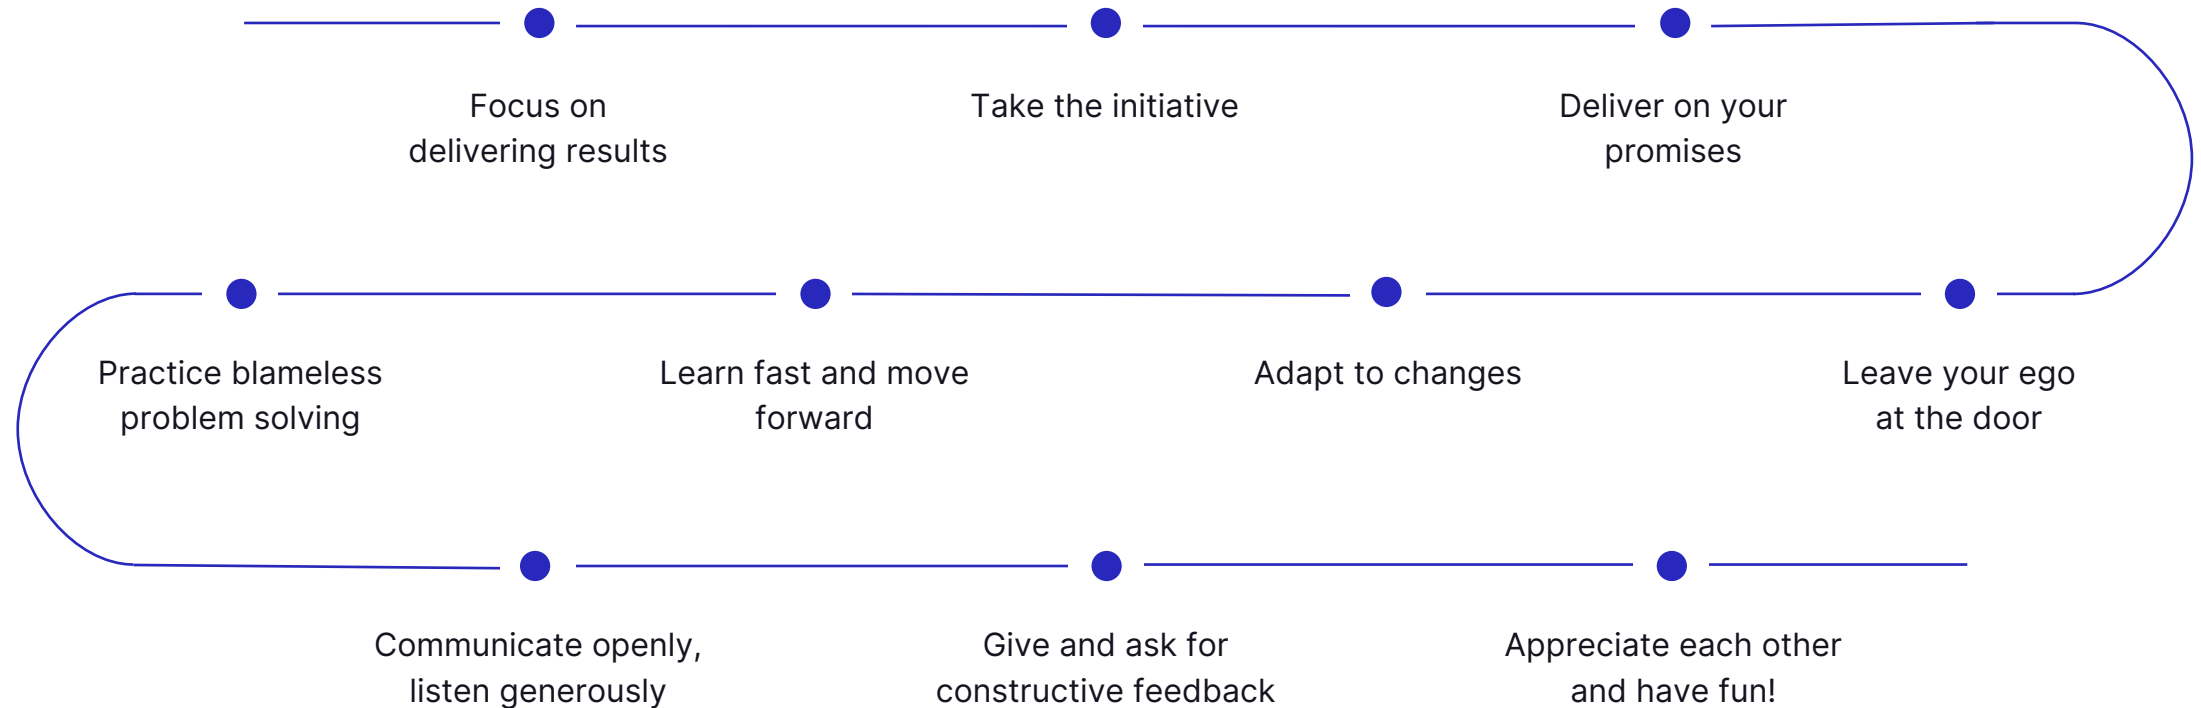 Focus on
delivering results
Take the initiative
Deliver on your
promises
Practice blameless
problem solving
Learn fast and move
forward
Adapt to changes
Leave your ego
at the door
Communicate openly,
listen generously
Give and ask for
constructive feedback
Appreciate each other
and have fun!